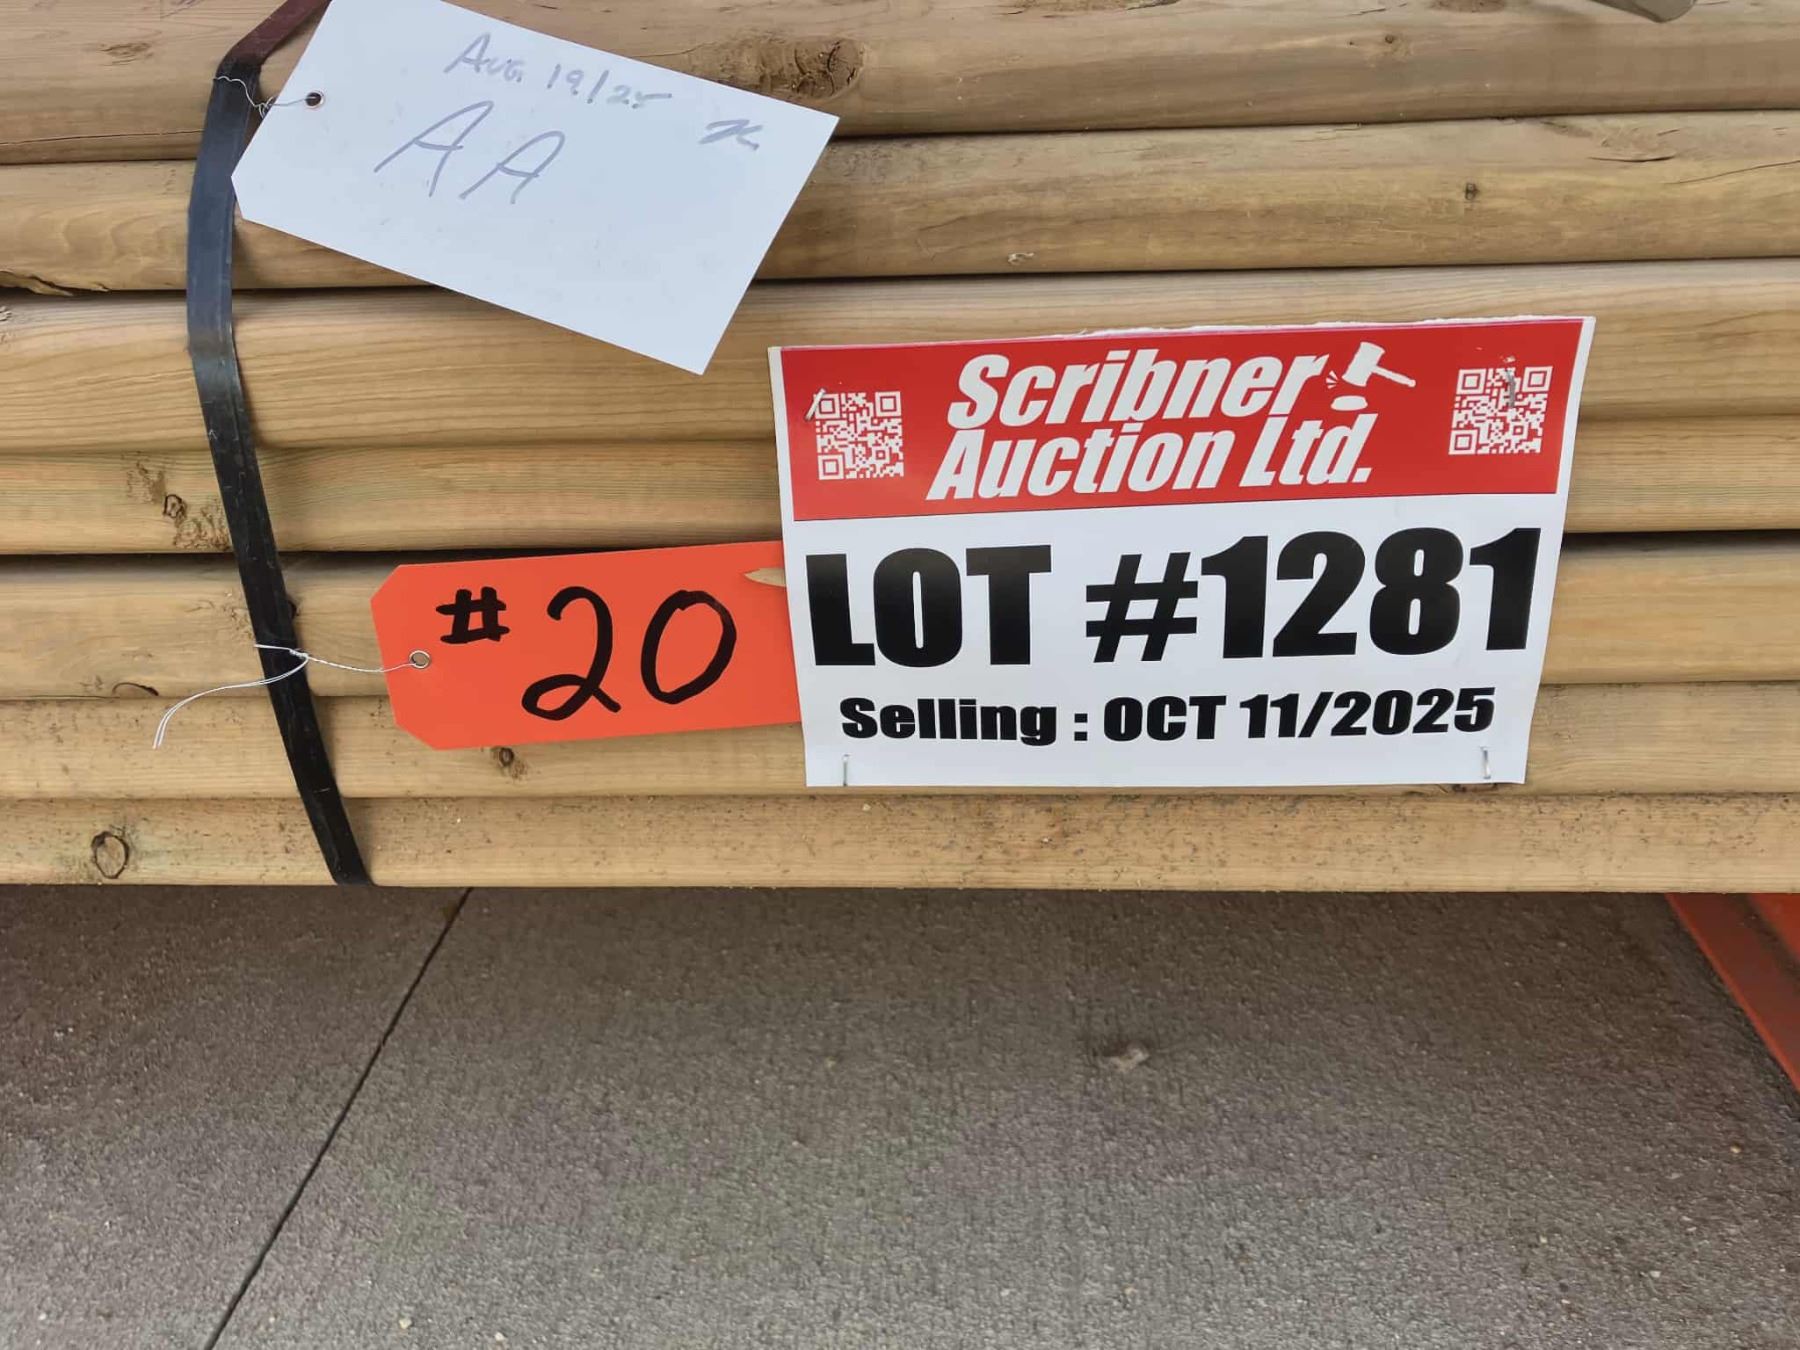 Aug. 19/25
AA
Scribner
Auction Ltd.
LOT #1281
Selling : OCT 11/2025
# 20